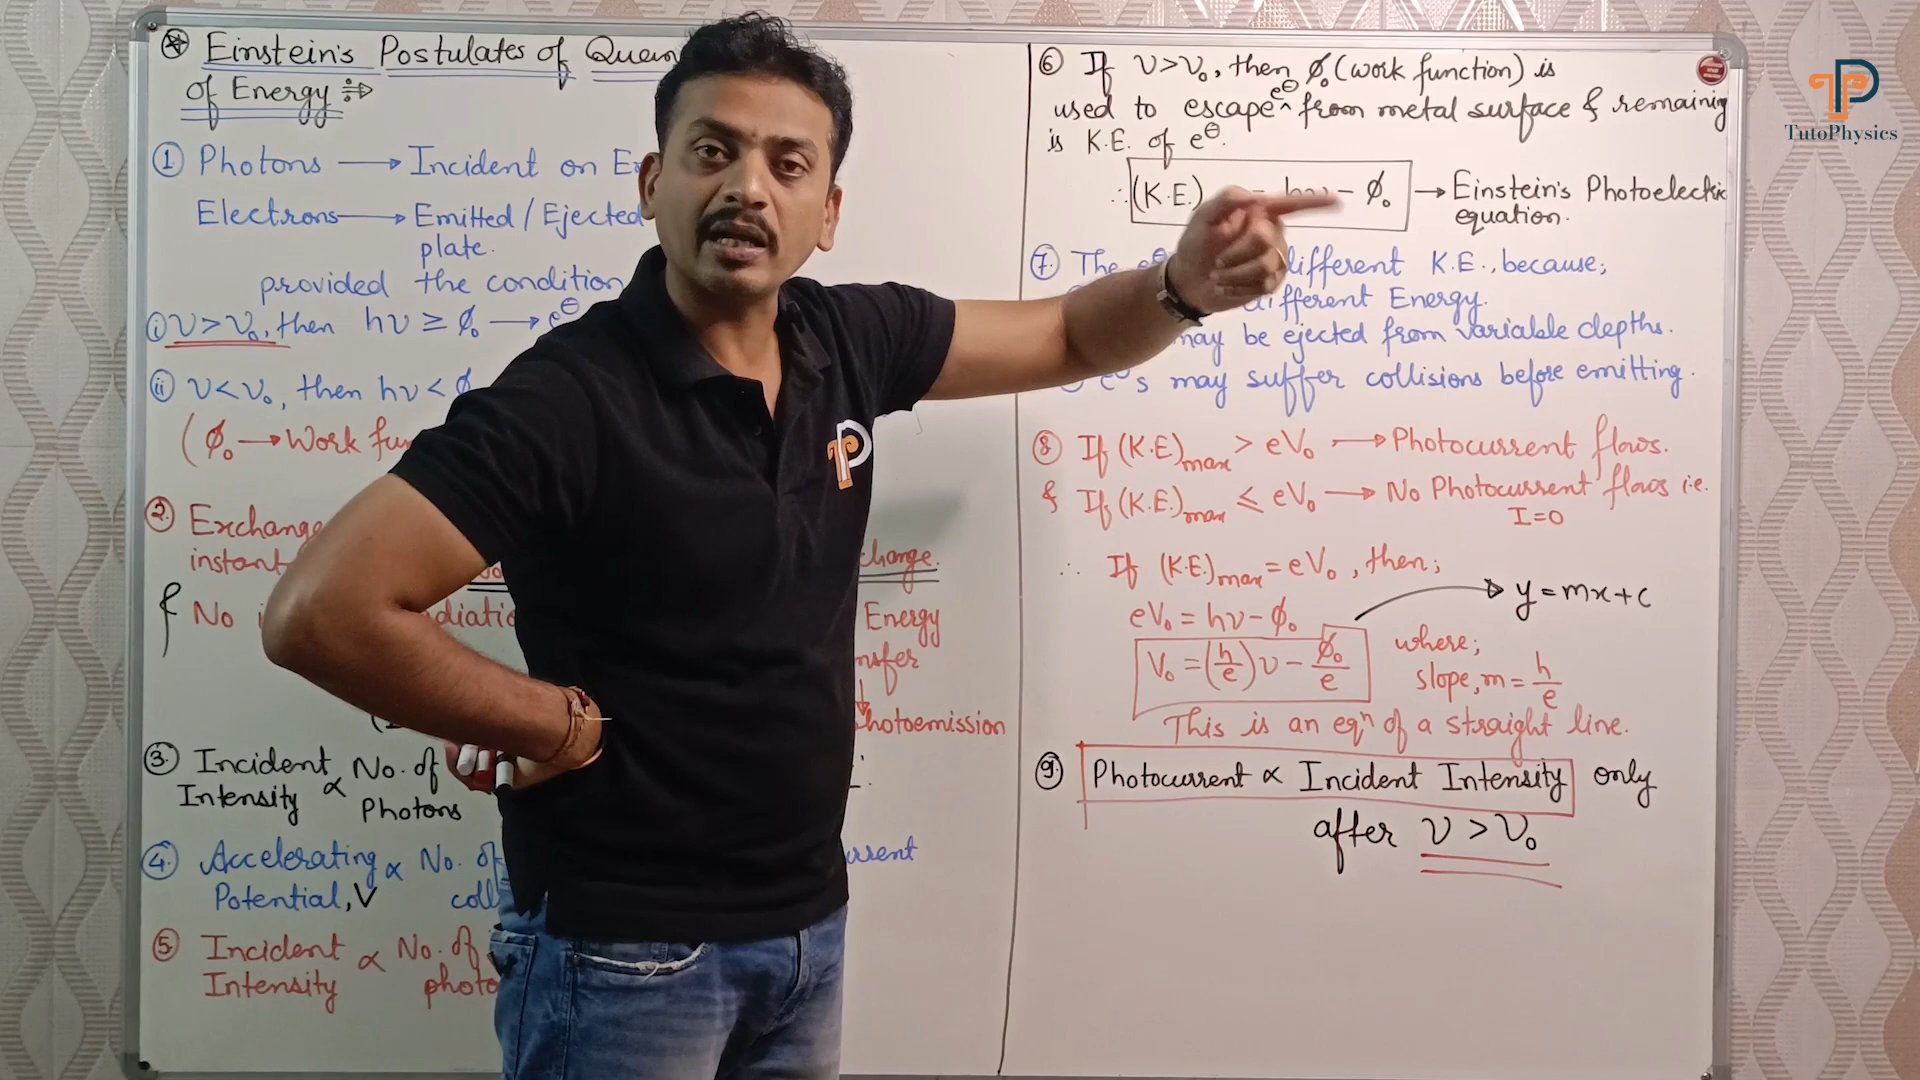 Einstein's Postulates of
of Energy :⇒
① Photons → Incident on
Electrons → Emitted / Ejected
plate.
provided the condition
i) ν>ν₀, then hν ≥ ϕ₀ → e⊖
ii) ν<ν₀, then hν < ϕ
(ϕ₀ → Work
2. Exchange
change.
& No
Energy
Photoemission
③ Incident ∝ No. of
Intensity Photons
④ Accelerating ∝ No. of
Potential, V
⑤ Incident ∝ No. of
Intensity
⑥ If ν>ν₀, then ϕ₀ (work function) is
used to escape e⊖ from metal surface & remaining
is K.E. of e⊖.
∴ (K.E.) = hν − ϕ₀ → Einstein's Photoelectric
equation.
⑦ The different K.E., because;
different Energy.
may be ejected from variable depths.
e⊖s may suffer collisions before emitting.
⑧ If (K.E.)max > eV₀ → Photocurrent flows.
& If (K.E.)max ≤ eV₀ → No Photocurrent flows i.e.
I=0
∴ If (K.E.)max = eV₀, then;
eV₀ = hν − ϕ₀
y = mx + c
V₀ = (h/e)ν − ϕ₀/e
where;
slope, m = h/e
This is an eqⁿ of a straight line.
⑨ Photocurrent ∝ Incident Intensity only
after ν > ν₀
TutoPhysics